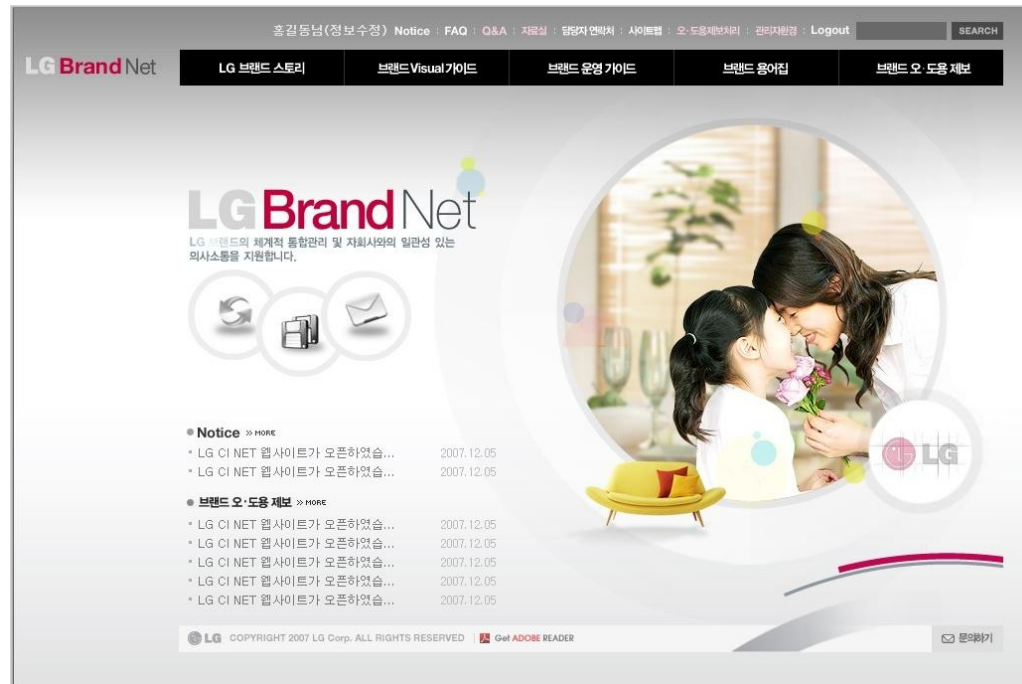 홍길동님(정보수정) Notice : FAQ : Q&A : 자료실 : 담당자 연락처 : 사이트맵 : 오·도용제보처리 : 관리자환경 : Logout SEARCH
LG Brand Net
LG 브랜드 스토리 브랜드 Visual 가이드 브랜드 운영 가이드 브랜드 용어집 브랜드 오·도용 제보
LG Brand Net
LG 브랜드의 체계적 통합관리 및 자회사와의 일관성 있는
의사소통을 지원합니다.
Notice » MORE
LG CI NET 웹사이트가 오픈하였습... 2007.12.05
LG CI NET 웹사이트가 오픈하였습... 2007.12.05
LG
브랜드 오·도용 제보 » MORE
LG CI NET 웹사이트가 오픈하였습... 2007.12.05
LG CI NET 웹사이트가 오픈하였습... 2007.12.05
LG CI NET 웹사이트가 오픈하였습... 2007.12.05
LG CI NET 웹사이트가 오픈하였습... 2007.12.05
LG CI NET 웹사이트가 오픈하였습... 2007.12.05
LG COPYRIGHT 2007 LG Corp. ALL RIGHTS RESERVED | Get ADOBE READER 문의하기